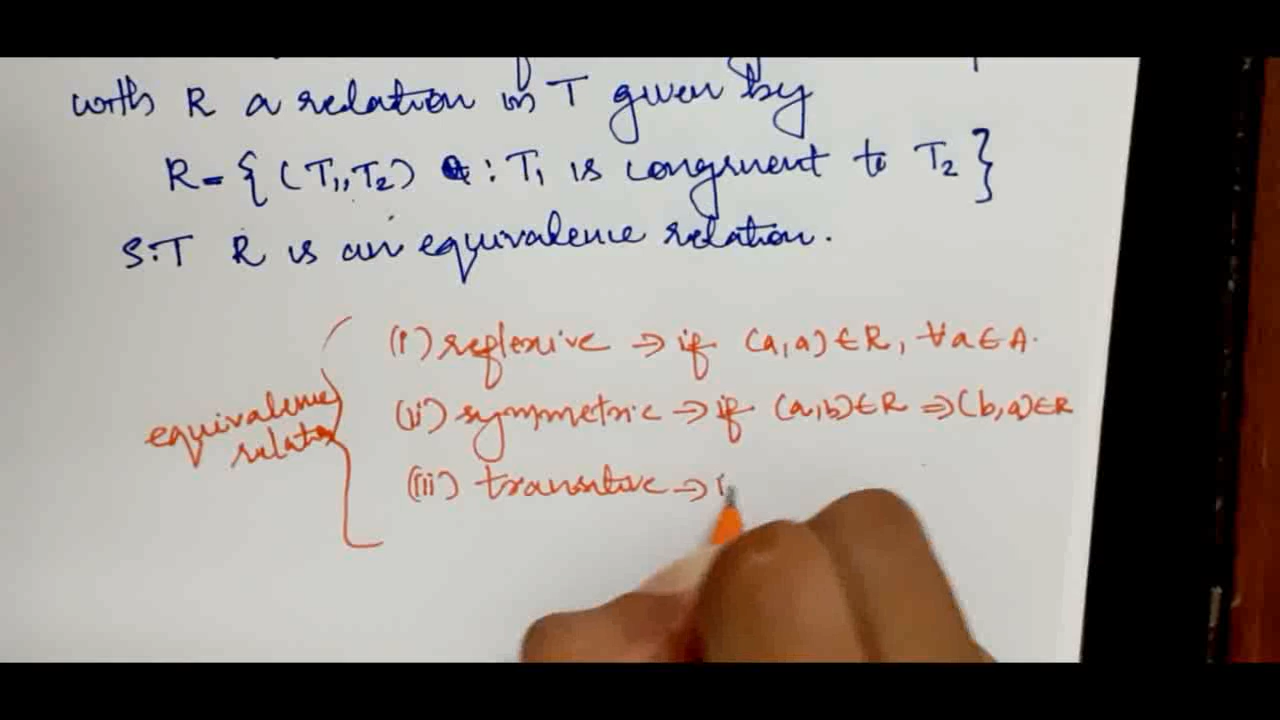 with R a relation in T given by
R = { (T₁, T₂) : T₁ is congruent to T₂ }
S.T R is an equivalence relation.
(i) reflexive → if (a,a) ∈ R, ∀a ∈ A.
(ii) symmetric → if (a,b) ∈ R ⇒ (b,a) ∈ R
equivalence
relatio
(iii) transitive → i